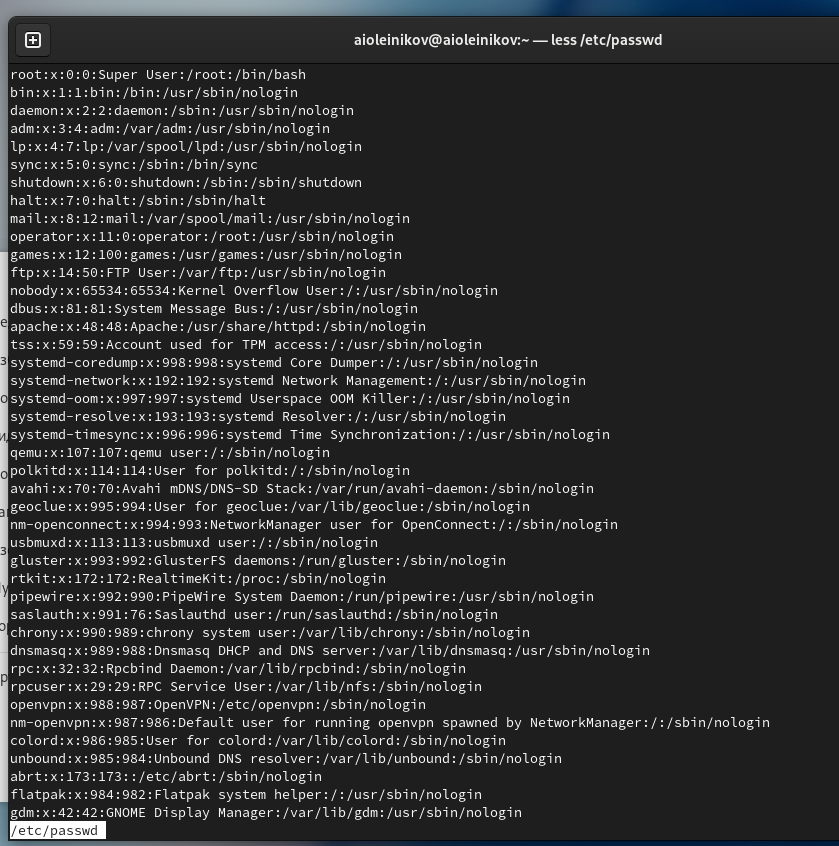 aioleinikov@aioleinikov:~ — less /etc/passwd
root:x:0:0:Super User:/root:/bin/bash
bin:x:1:1:bin:/bin:/usr/sbin/nologin
daemon:x:2:2:daemon:/sbin:/usr/sbin/nologin
adm:x:3:4:adm:/var/adm:/usr/sbin/nologin
lp:x:4:7:lp:/var/spool/lpd:/usr/sbin/nologin
sync:x:5:0:sync:/sbin:/bin/sync
shutdown:x:6:0:shutdown:/sbin:/sbin/shutdown
halt:x:7:0:halt:/sbin:/sbin/halt
mail:x:8:12:mail:/var/spool/mail:/usr/sbin/nologin
operator:x:11:0:operator:/root:/usr/sbin/nologin
games:x:12:100:games:/usr/games:/usr/sbin/nologin
ftp:x:14:50:FTP User:/var/ftp:/usr/sbin/nologin
nobody:x:65534:65534:Kernel Overflow User:/:/usr/sbin/nologin
dbus:x:81:81:System Message Bus:/:/usr/sbin/nologin
apache:x:48:48:Apache:/usr/share/httpd:/sbin/nologin
tss:x:59:59:Account used for TPM access:/:/usr/sbin/nologin
systemd-coredump:x:998:998:systemd Core Dumper:/:/usr/sbin/nologin
systemd-network:x:192:192:systemd Network Management:/:/usr/sbin/nologin
systemd-oom:x:997:997:systemd Userspace OOM Killer:/:/usr/sbin/nologin
systemd-resolve:x:193:193:systemd Resolver:/:/usr/sbin/nologin
systemd-timesync:x:996:996:systemd Time Synchronization:/:/usr/sbin/nologin
qemu:x:107:107:qemu user:/:/sbin/nologin
polkitd:x:114:114:User for polkitd:/:/sbin/nologin
avahi:x:70:70:Avahi mDNS/DNS-SD Stack:/var/run/avahi-daemon:/sbin/nologin
geoclue:x:995:994:User for geoclue:/var/lib/geoclue:/sbin/nologin
nm-openconnect:x:994:993:NetworkManager user for OpenConnect:/:/sbin/nologin
usbmuxd:x:113:113:usbmuxd user:/:/sbin/nologin
gluster:x:993:992:GlusterFS daemons:/run/gluster:/sbin/nologin
rtkit:x:172:172:RealtimeKit:/proc:/sbin/nologin
pipewire:x:992:990:PipeWire System Daemon:/run/pipewire:/usr/sbin/nologin
saslauth:x:991:76:Saslauthd user:/run/saslauthd:/sbin/nologin
chrony:x:990:989:chrony system user:/var/lib/chrony:/sbin/nologin
dnsmasq:x:989:988:Dnsmasq DHCP and DNS server:/var/lib/dnsmasq:/usr/sbin/nologin
rpc:x:32:32:Rpcbind Daemon:/var/lib/rpcbind:/sbin/nologin
rpcuser:x:29:29:RPC Service User:/var/lib/nfs:/sbin/nologin
openvpn:x:988:987:OpenVPN:/etc/openvpn:/sbin/nologin
nm-openvpn:x:987:986:Default user for running openvpn spawned by NetworkManager:/:/sbin/nologin
colord:x:986:985:User for colord:/var/lib/colord:/sbin/nologin
unbound:x:985:984:Unbound DNS resolver:/var/lib/unbound:/sbin/nologin
abrt:x:173:173::/etc/abrt:/sbin/nologin
flatpak:x:984:982:Flatpak system helper:/:/usr/sbin/nologin
gdm:x:42:42:GNOME Display Manager:/var/lib/gdm:/usr/sbin/nologin
/etc/passwd